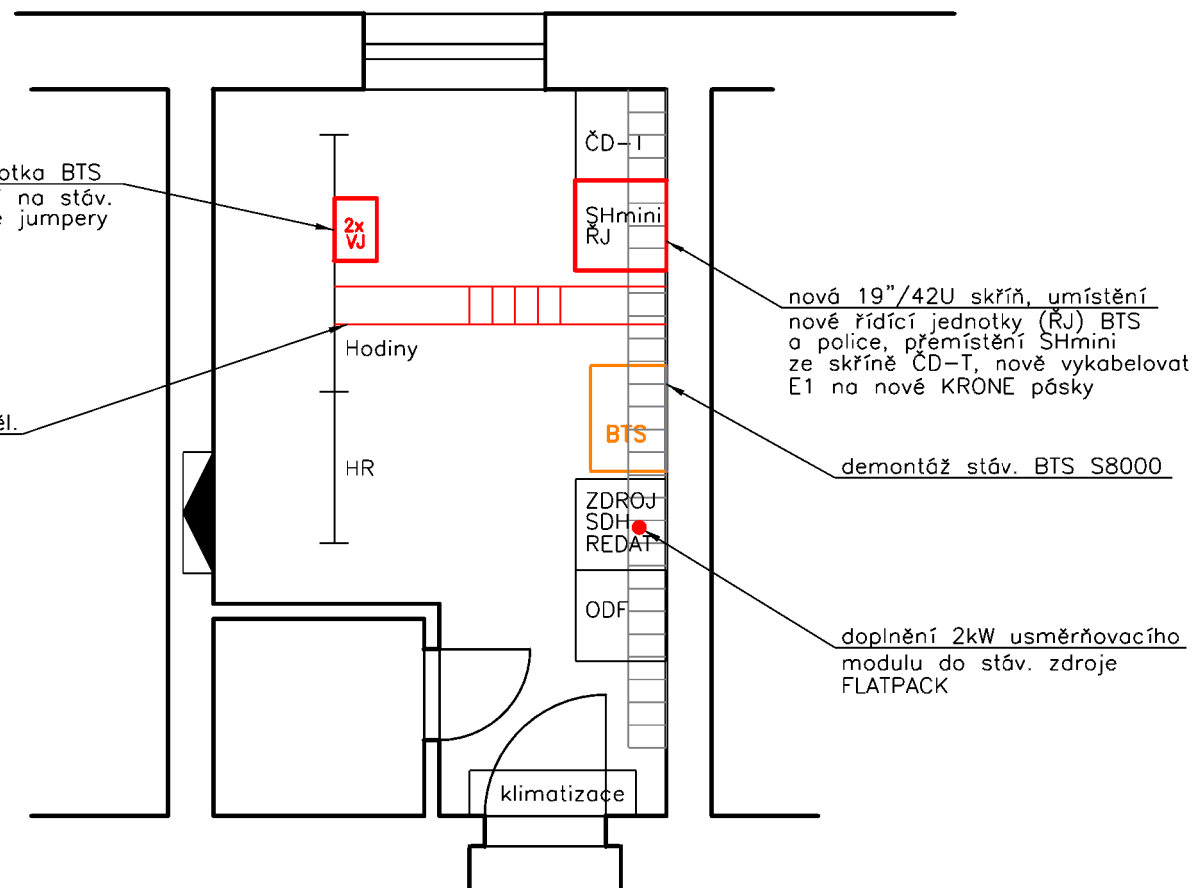 otka BTS
na stáv.
jumpery
2x
VJ
ČD-T
SHmini
ŘJ
nová 19"/42U skříň, umístění
nové řídící jednotky (ŘJ) BTS
a police, přemístění SHmini
ze skříně ČD-T, nově vykabelovat
E1 na nové KRONE pásky
Hodiny
ěl.
HR
BTS
demontáž stáv. BTS S8000
ZDROJ
SDH
REDAT
ODF
doplnění 2kW usměrňovacího
modulu do stáv. zdroje
FLATPACK
klimatizace